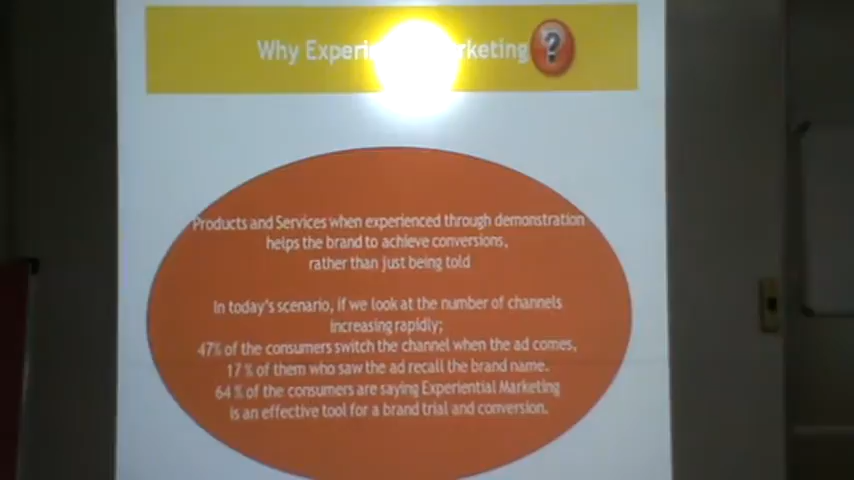 Why Experi rketing ?
Products and Services when experienced through demonstration
helps the brand to achieve conversions,
rather than just being told
In today's scenario, if we look at the number of channels
increasing rapidly;
47% of the consumers switch the channel when the ad comes,
17 % of them who saw the ad recall the brand name.
64 % of the consumers are saying Experiential Marketing
is an effective tool for a brand trial and conversion.